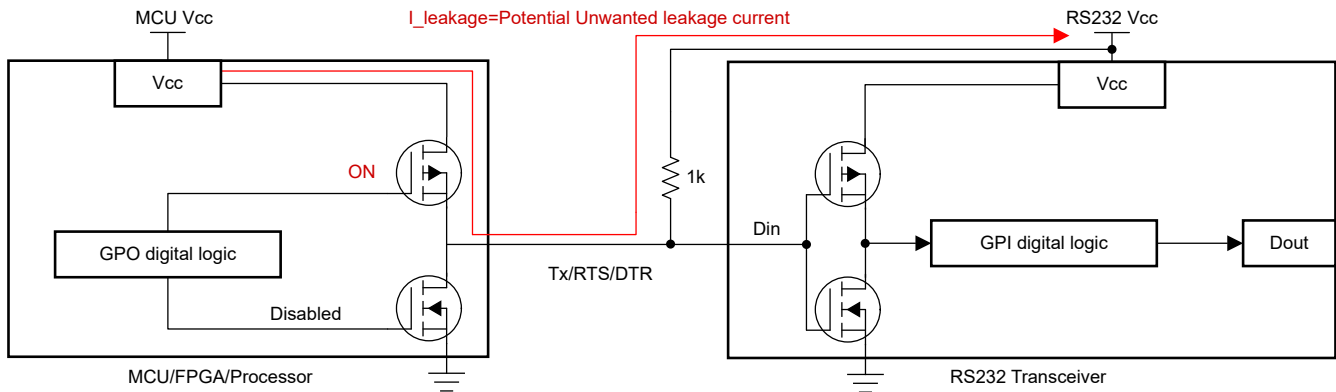 MCU Vcc
I_leakage=Potential Unwanted leakage current
RS232 Vcc
Vcc
Vcc
ON
1k
GPO digital logic
Din
GPI digital logic
Dout
Tx/RTS/DTR
Disabled
MCU/FPGA/Processor
RS232 Transceiver